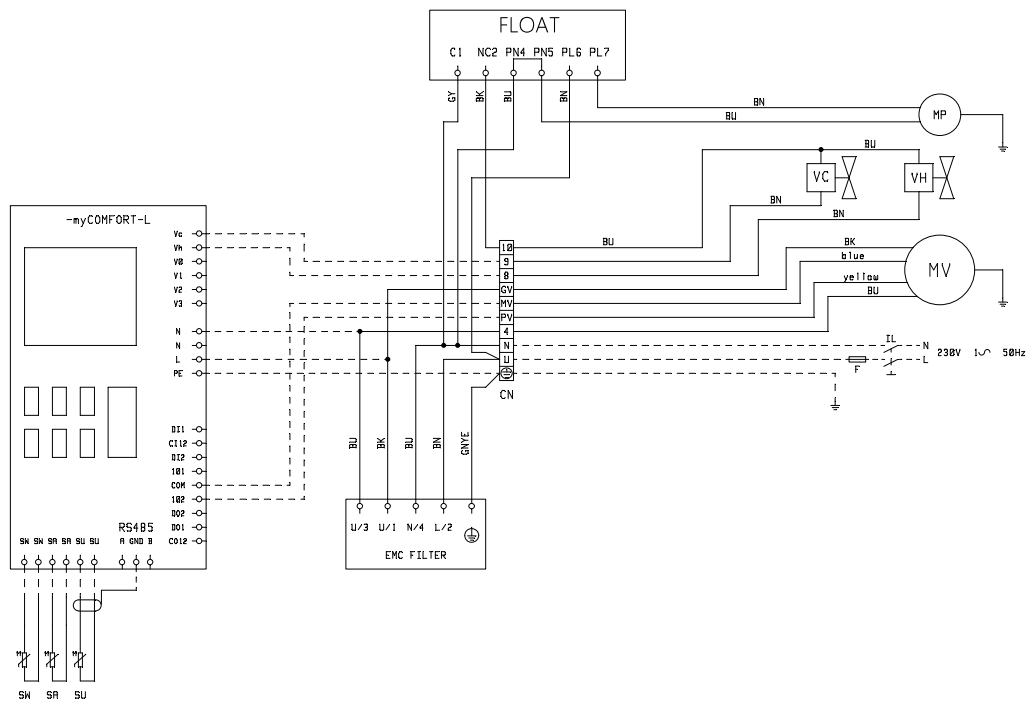 FLOAT
C1 NC2 PN4 PN5 PL6 PL7
GY BK BU BN
BN
BU
MP
BU
VC VH
BN
BN
-myCOMFORT-L
Vc
Vh
V0
V1
V2
V3
N
N
L
PE
DI1
CI12
DI2
101
COM
102
DO2
DO1
CO12
RS485
SW SW SA SA SU SU A GND B
SW SA SU
10
9
8
GV
MV
PV
4
N
U
CN
BU
BK
blue
yellow
BU
MV
IL
N
L
230V 1∿ 50Hz
F
BU BK BU BN GNYE
U/3 U/1 N/4 L/2
EMC FILTER